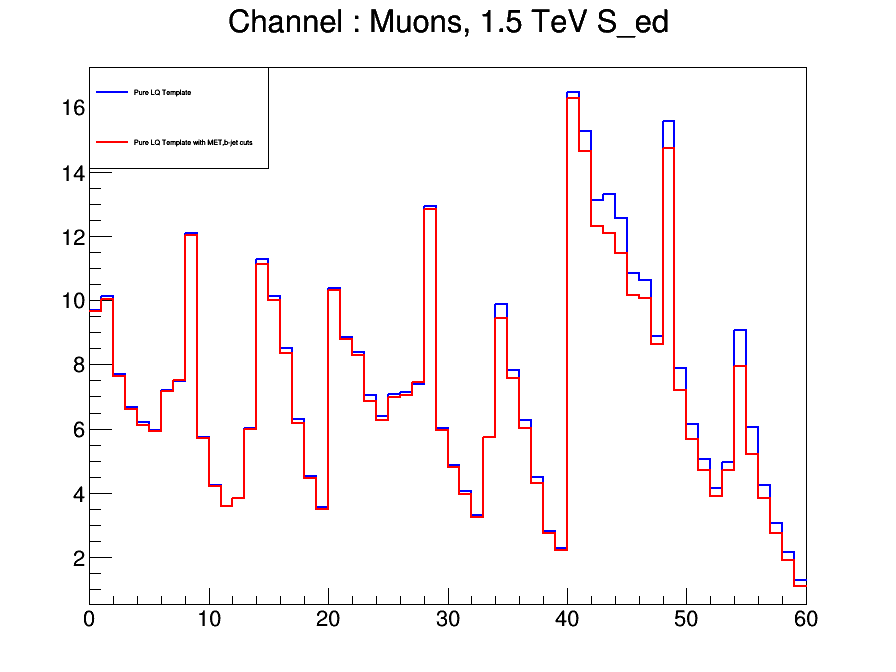 Channel : Muons, 1.5 TeV S_ed
Pure LQ Template
Pure LQ Template with MET,b-jet cuts
16
14
12
10
8
6
4
2
0 10 20 30 40 50 60